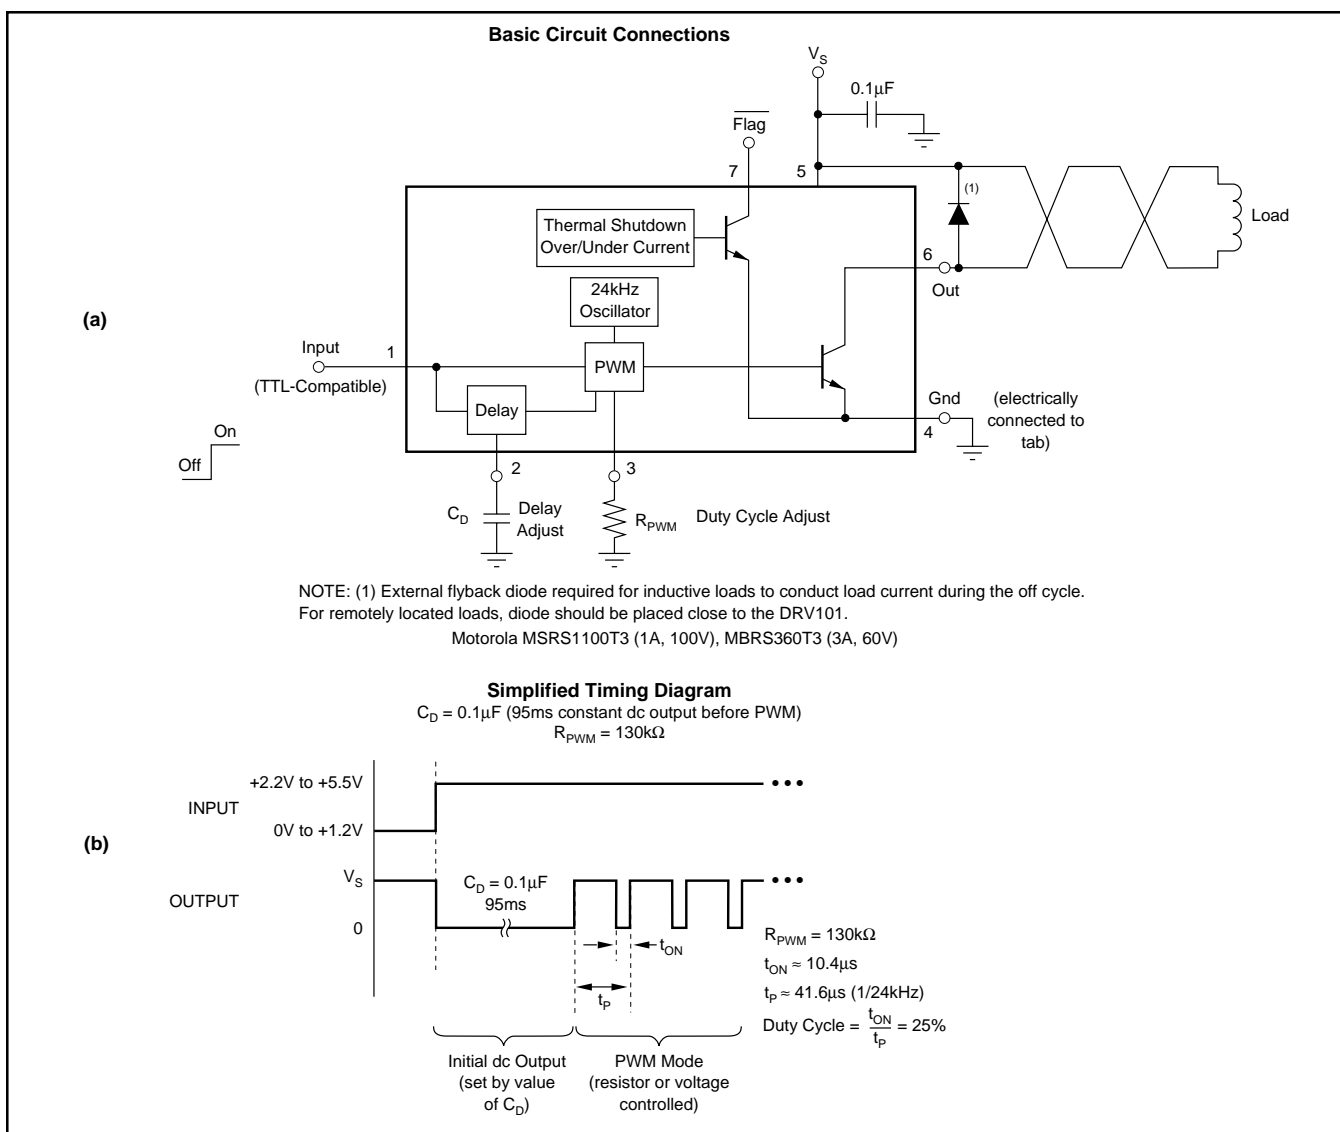 Basic Circuit Connections
V_S
0.1µF
Flag
7
5
(1)
Thermal Shutdown
Over/Under Current
Load
6
Out
24kHz
Oscillator
(a)
Input
1
(TTL-Compatible)
PWM
Delay
Gnd
4
(electrically
connected to
tab)
On
Off
2
3
C_D
Delay
Adjust
R_PWM
Duty Cycle Adjust
NOTE: (1) External flyback diode required for inductive loads to conduct load current during the off cycle.
For remotely located loads, diode should be placed close to the DRV101.
Motorola MSRS1100T3 (1A, 100V), MBRS360T3 (3A, 60V)
Simplified Timing Diagram
C_D = 0.1µF (95ms constant dc output before PWM)
R_PWM = 130kΩ
+2.2V to +5.5V
INPUT
0V to +1.2V
(b)
V_S
OUTPUT
0
C_D = 0.1µF
95ms
t_ON
t_P
R_PWM = 130kΩ
t_ON ≈ 10.4µs
t_P ≈ 41.6µs (1/24kHz)
Duty Cycle = t_ON / t_P = 25%
Initial dc Output
(set by value
of C_D)
PWM Mode
(resistor or voltage
controlled)